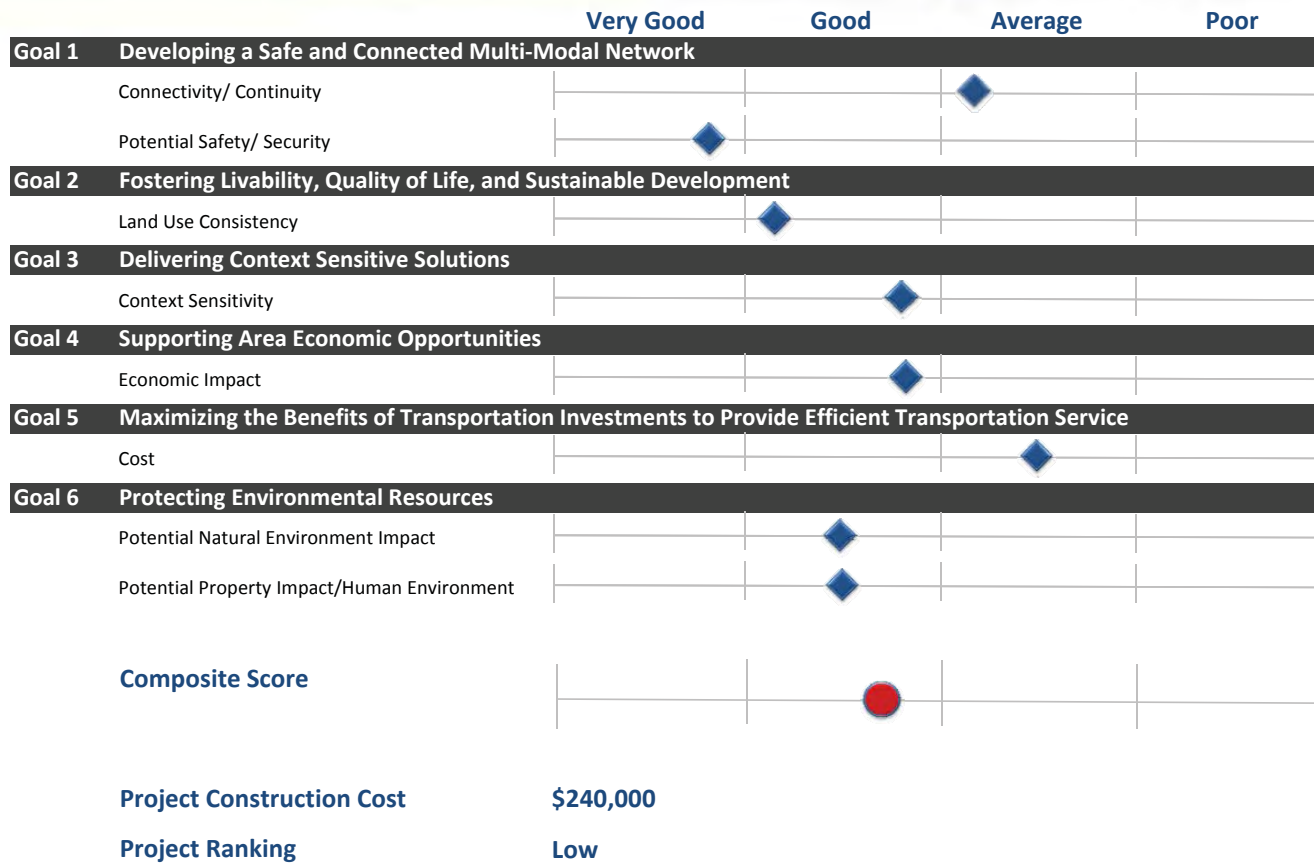 Very Good Good Average Poor
Goal 1 Developing a Safe and Connected Multi-Modal Network
Connectivity/ Continuity
Potential Safety/ Security
Goal 2 Fostering Livability, Quality of Life, and Sustainable Development
Land Use Consistency
Goal 3 Delivering Context Sensitive Solutions
Context Sensitivity
Goal 4 Supporting Area Economic Opportunities
Economic Impact
Goal 5 Maximizing the Benefits of Transportation Investments to Provide Efficient Transportation Service
Cost
Goal 6 Protecting Environmental Resources
Potential Natural Environment Impact
Potential Property Impact/Human Environment
Composite Score
Project Construction Cost $240,000
Project Ranking Low